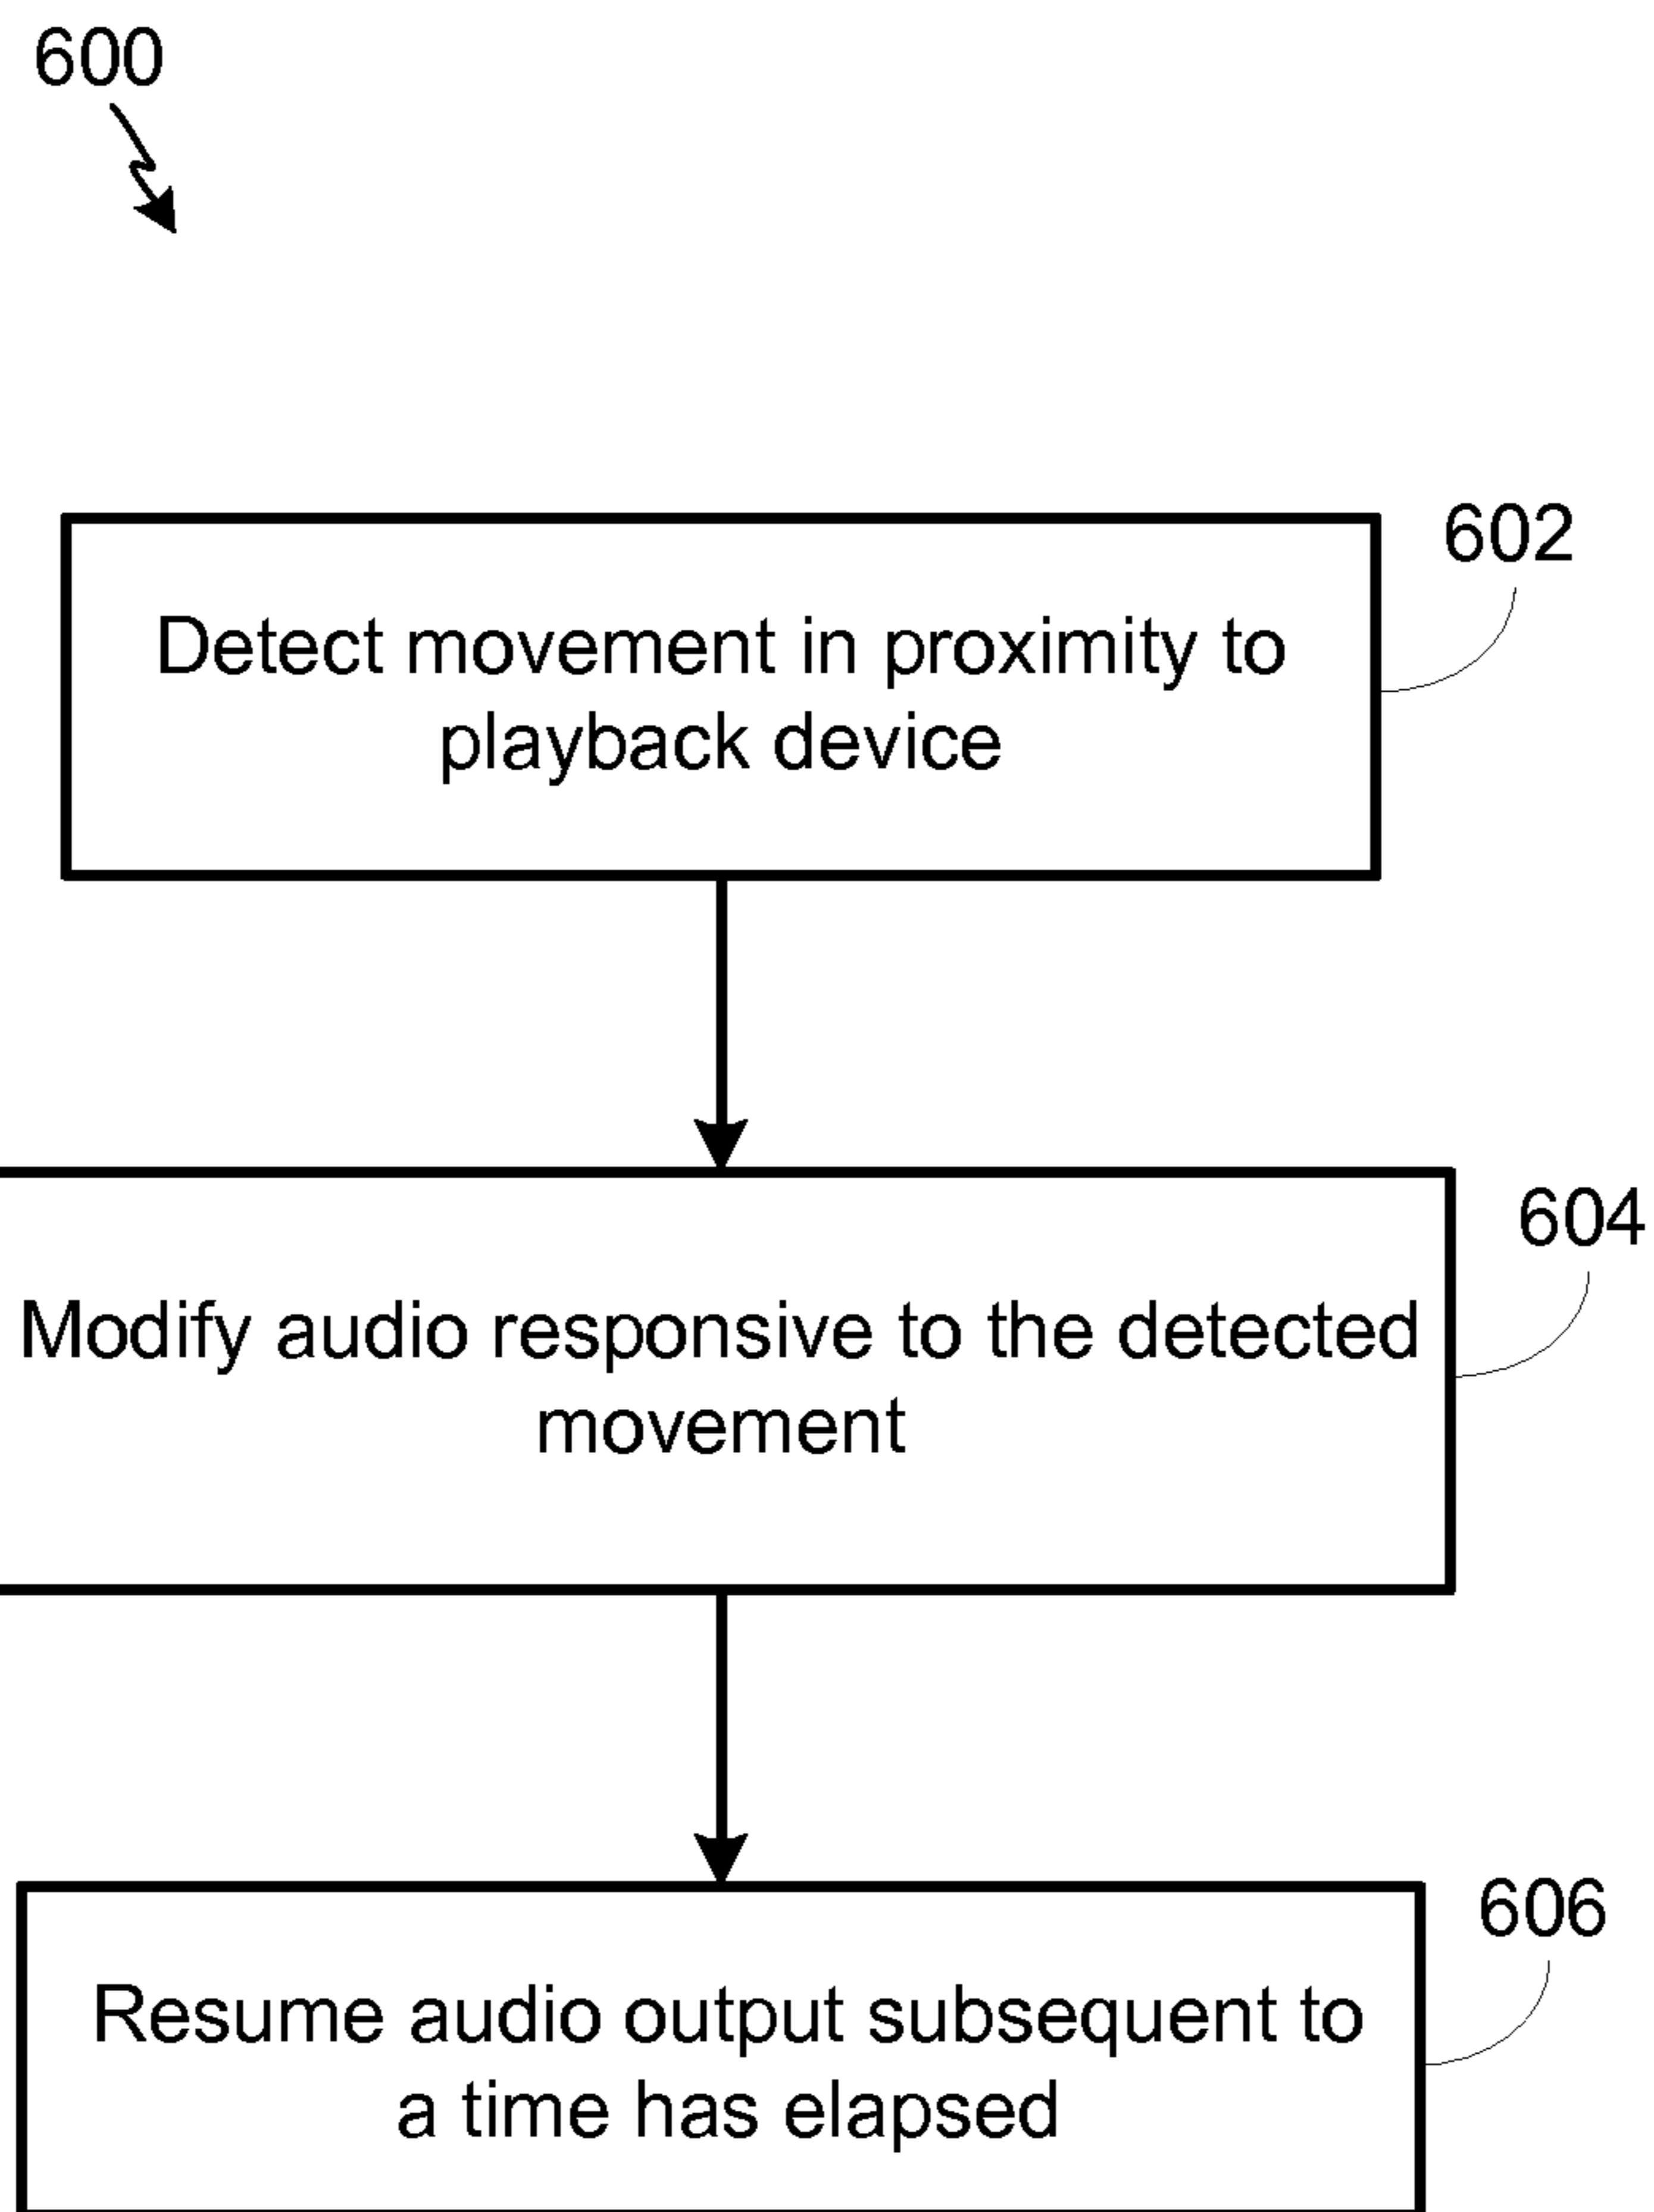 600
602
Detect movement in proximity to
playback device
604
Modify audio responsive to the detected
movement
606
Resume audio output subsequent to
a time has elapsed